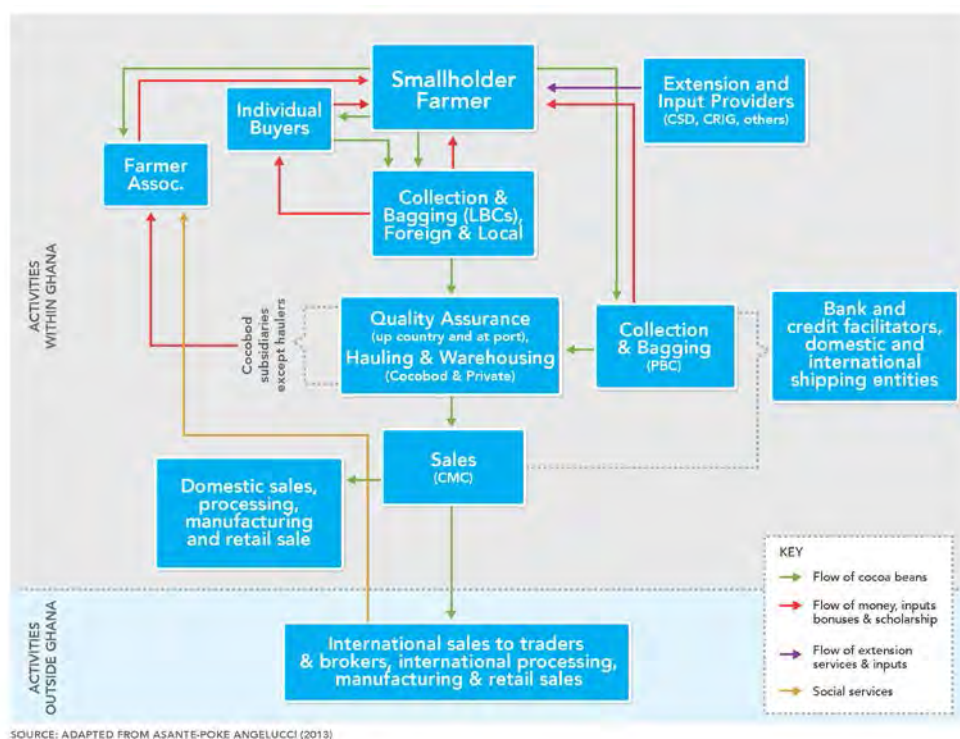 Smallholder
Farmer
Extension and
Input Providers
(CSD, CRIG, others)
Individual
Buyers
Farmer
Assoc.
Collection &
Bagging (LBCs),
Foreign & Local
ACTIVITIES
WITHIN GHANA
Cocobod
subsidiaries
except haulers
Quality Assurance
(up country and at port),
Hauling & Warehousing
(Cocobod & Private)
Collection
& Bagging
(PBC)
Bank and
credit facilitators,
domestic and
international
shipping entities
Sales
(CMC)
Domestic sales,
processing,
manufacturing
and retail sale
KEY
Flow of cocoa beans
Flow of money, inputs
bonuses & scholarship
Flow of extension
services & inputs
Social services
ACTIVITIES
OUTSIDE GHANA
International sales to traders
& brokers, international processing,
manufacturing & retail sales
SOURCE: ADAPTED FROM ASANTE-POKE ANGELUCCI (2013)